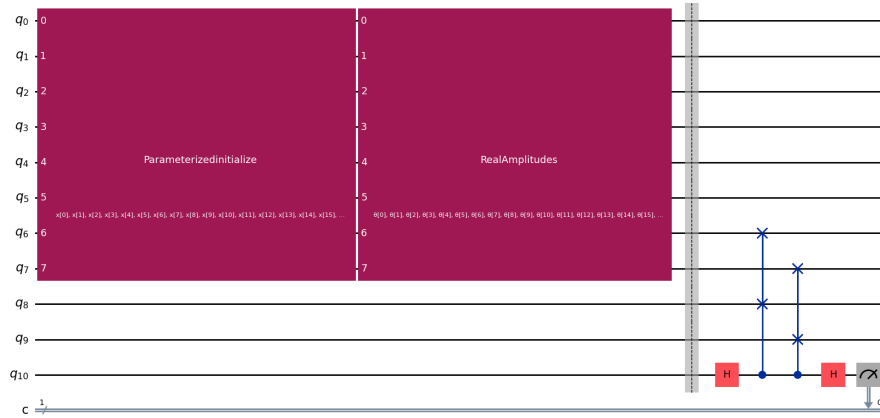 q0 0 0
q1 1 1
q2 2 2
q3 3 3
q4 4 Parameterizedinitialize 4 RealAmplitudes
q5 5 5
x[0], x[1], x[2], x[3], x[4], x[5], x[6], x[7], x[8], x[9], x[10], x[11], x[12], x[13], x[14], x[15], ... θ[0], θ[1], θ[2], θ[3], θ[4], θ[5], θ[6], θ[7], θ[8], θ[9], θ[10], θ[11], θ[12], θ[13], θ[14], θ[15], ...
q6 6 6
q7 7 7
q8
q9
q10 H H
c 1 0